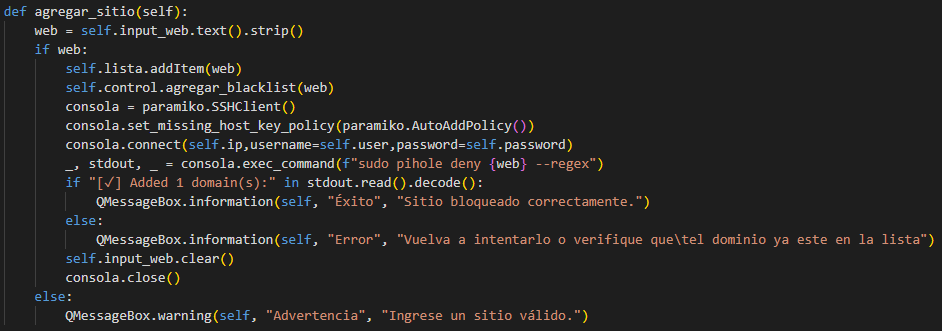 def agregar_sitio(self):
    web = self.input_web.text().strip()
    if web:
        self.lista.addItem(web)
        self.control.agregar_blacklist(web)
        consola = paramiko.SSHClient()
        consola.set_missing_host_key_policy(paramiko.AutoAddPolicy())
        consola.connect(self.ip,username=self.user,password=self.password)
        _, stdout, _ = consola.exec_command(f"sudo pihole deny {web} --regex")
        if "[✓] Added 1 domain(s):" in stdout.read().decode():
            QMessageBox.information(self, "Éxito", "Sitio bloqueado correctamente.")
        else:
            QMessageBox.information(self, "Error", "Vuelva a intentarlo o verifique que\tel dominio ya este en la lista")
        self.input_web.clear()
        consola.close()
    else:
        QMessageBox.warning(self, "Advertencia", "Ingrese un sitio válido.")